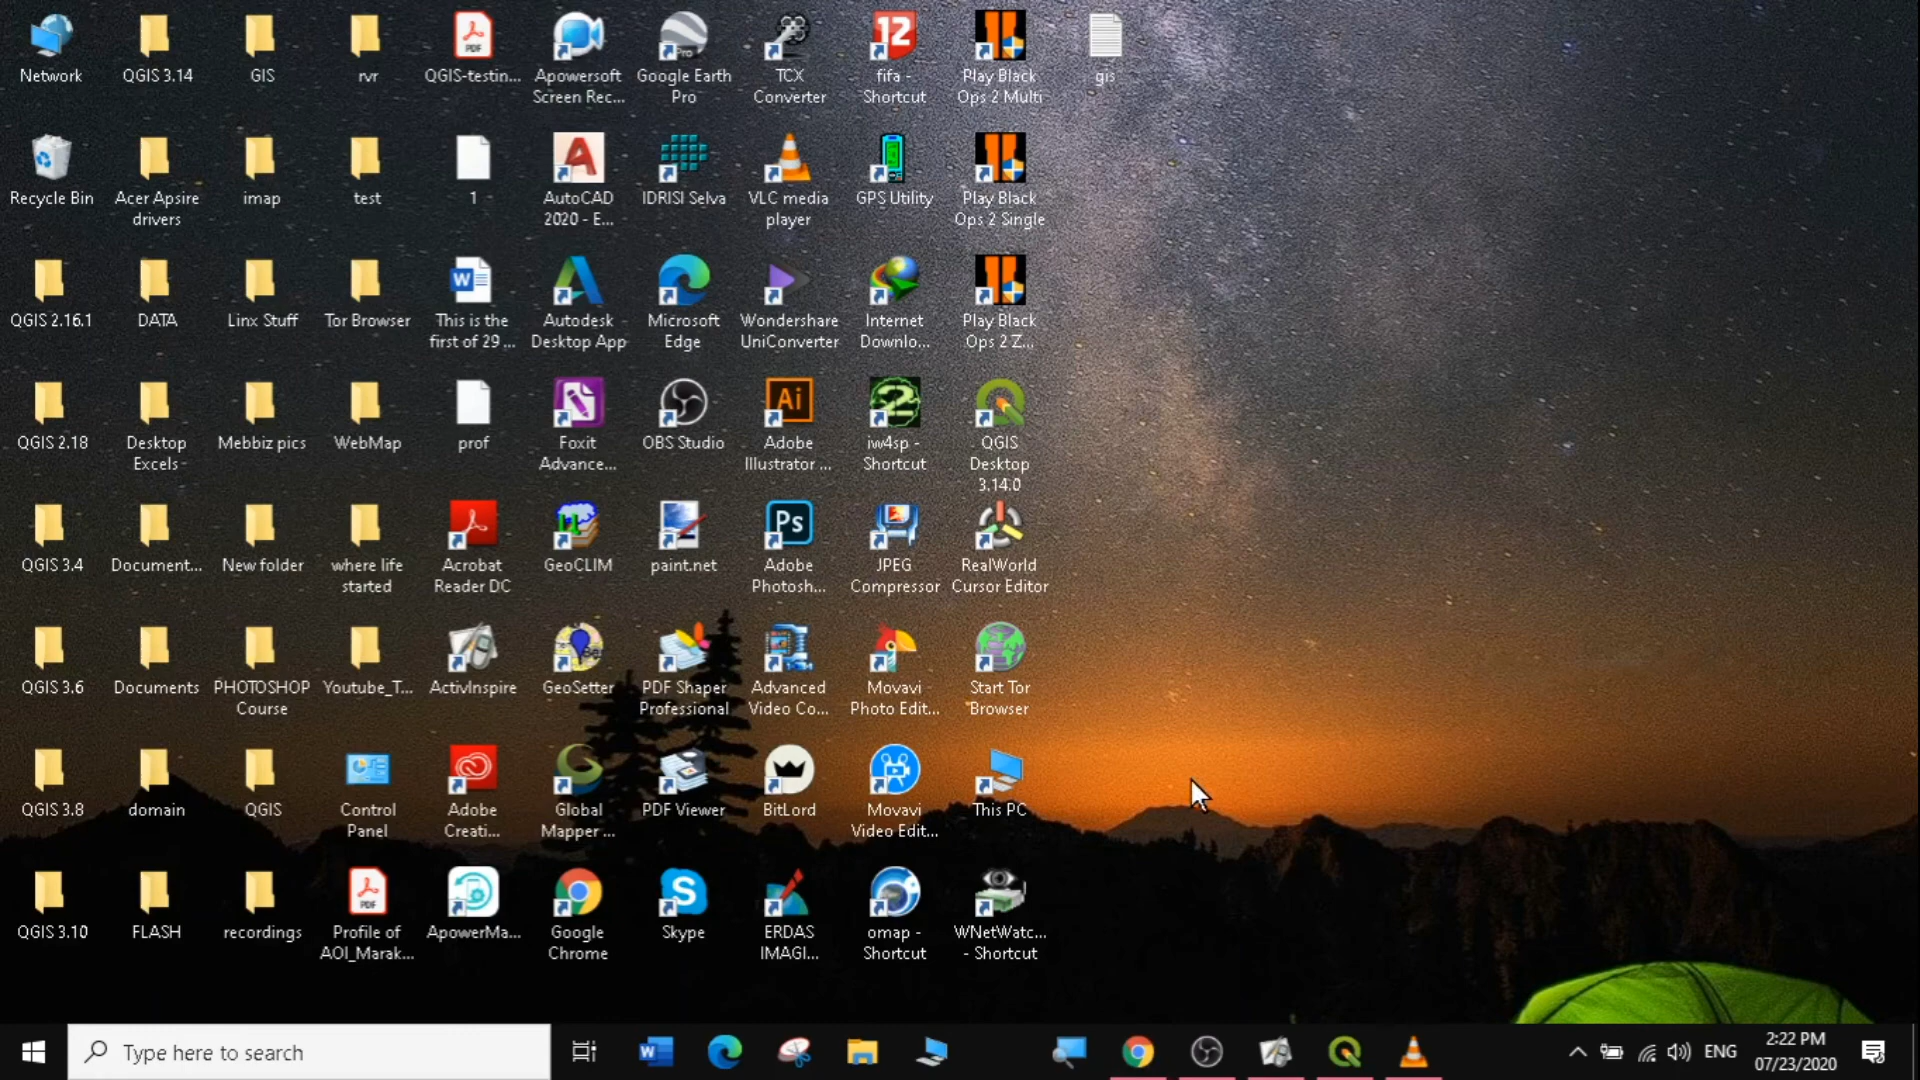 Network
QGIS 3.14
GIS
rvr
PDF
QGIS-testin...
Apowersoft
Screen Rec...
Pro
Google Earth
Pro
TCX
Converter
12
fifa -
Shortcut
Play Black
Ops 2 Multi
gis
Recycle Bin
Acer Apsire
drivers
imap
test
1
AutoCAD
2020 - E...
IDRISI Selva
VLC media
player
GPS Utility
Play Black
Ops 2 Single
QGIS 2.16.1
DATA
Linx Stuff
Tor Browser
W
This is the
first of 29 ...
Autodesk
Desktop App
Microsoft
Edge
Wondershare
UniConverter
Internet
Downlo...
Play Black
Ops 2 Z...
QGIS 2.18
Desktop
Excels
Mebbiz pics
WebMap
prof
Foxit
Advance...
OBS Studio
Ai
Adobe
Illustrator ...
2
iw4sp -
Shortcut
QGIS
Desktop
3.14.0
QGIS 3.4
Document...
New folder
where life
started
Acrobat
Reader DC
GeoCLIM
paint.net
Ps
Adobe
Photosh...
JPEG
Compressor
RealWorld
Cursor Editor
QGIS 3.6
Documents
PHOTOSHOP
Course
Youtube_T...
ActivInspire
GeoSetter
PDF Shaper
Professional
Advanced
Video Co...
Movavi
Photo Edit...
Start Tor
Browser
QGIS 3.8
domain
QGIS
Control
Panel
Adobe
Creati...
Global
Mapper ...
PDF Viewer
BitLord
Movavi
Video Edit...
This PC
QGIS 3.10
FLASH
recordings
PDF
Profile of
AOI_Marak...
ApowerMa...
Google
Chrome
S
Skype
ERDAS
IMAGI...
omap -
Shortcut
WNetWatc...
- Shortcut
Type here to search
W
ENG
2:22 PM
07/23/2020